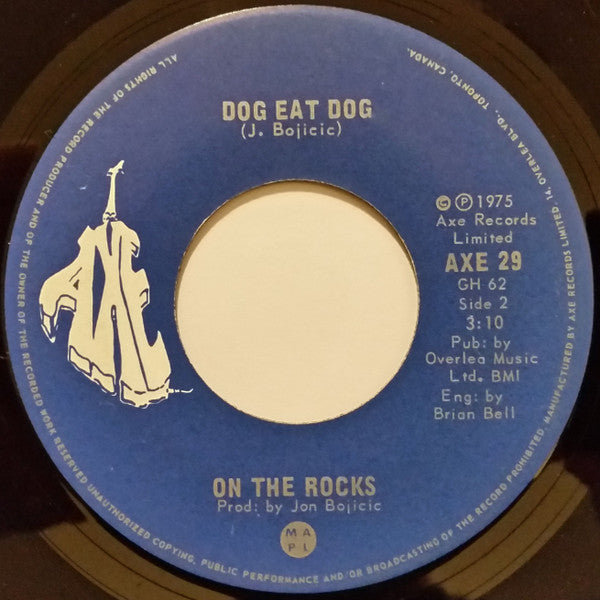 DOG EAT DOG
(J. Bojicic)
AXE
© ℗ 1975
Axe Records
Limited
AXE 29
GH 62
Side 2
3:10
Pub: by
Overlea Music
Ltd. BMI
Eng: by
Brian Bell
ON THE ROCKS
Prod: by Jon Bojicic
MA
PL
ALL RIGHTS OF THE RECORD PRODUCER AND OF THE OWNER OF THE RECORDED WORK RESERVED UNAUTHORIZED COPYING, PUBLIC PERFORMANCE AND/OR BROADCASTING OF THE RECORD PROHIBITED, MANUFACTURED BY AXE RECORDS LIMITED 14, OVERLEA BLVD., TORONTO, CANADA.